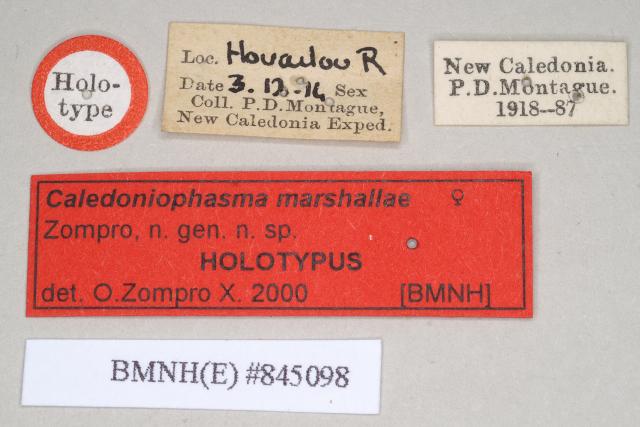 Holo-
type
Loc. Houailou R
Date 3.12.14 Sex
Coll. P.D. Montague,
New Caledonia Exped.
New Caledonia.
P.D.Montague.
1918–87
Caledoniophasma marshallae ♀
Zompro, n. gen. n. sp.
HOLOTYPUS
det. O.Zompro X. 2000 [BMNH]
BMNH(E) #845098